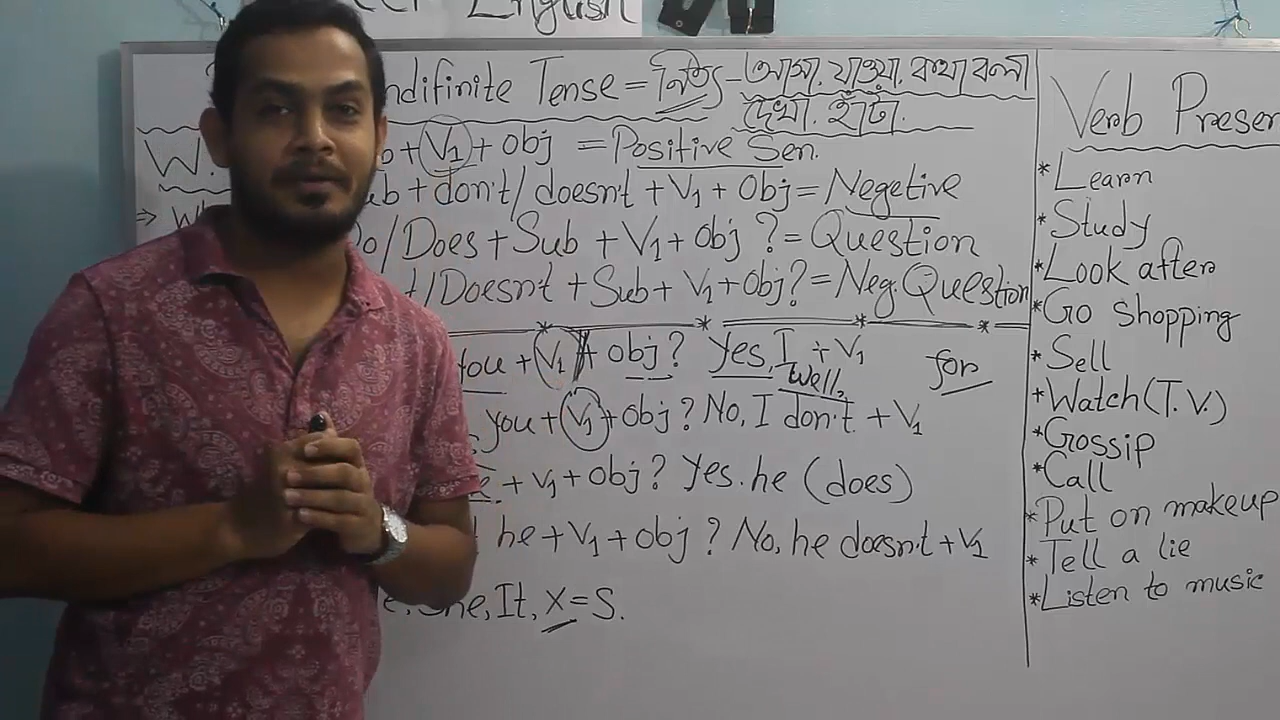 English
ndifinite Tense = নিত্য - আসা. যাওয়া. কথা বলা
দেখা. হাঁটা.
W.
+ V1 + obj = Positive Sen.
ub + don't/doesn't + V1 + Obj = Negetive
⇒ W
o/Does + Sub + V1 + Obj ? = Question
t/Doesn't + Sub + V1 + Obj? = Neg. Question
you + V1 + obj? Yes, I + V1 for
Well,
you + V1 + obj? No, I don't + V1
+ V1 + obj? Yes. he (does)
he + V1 + obj? No, he doesn't + V1
She, It, X = S.
Verb Presen
*Learn
*Study
*Look after
*Go shopping
*Sell
*Watch (T.V.)
*Gossip
*Call
*Put on makeup
*Tell a lie
*Listen to music